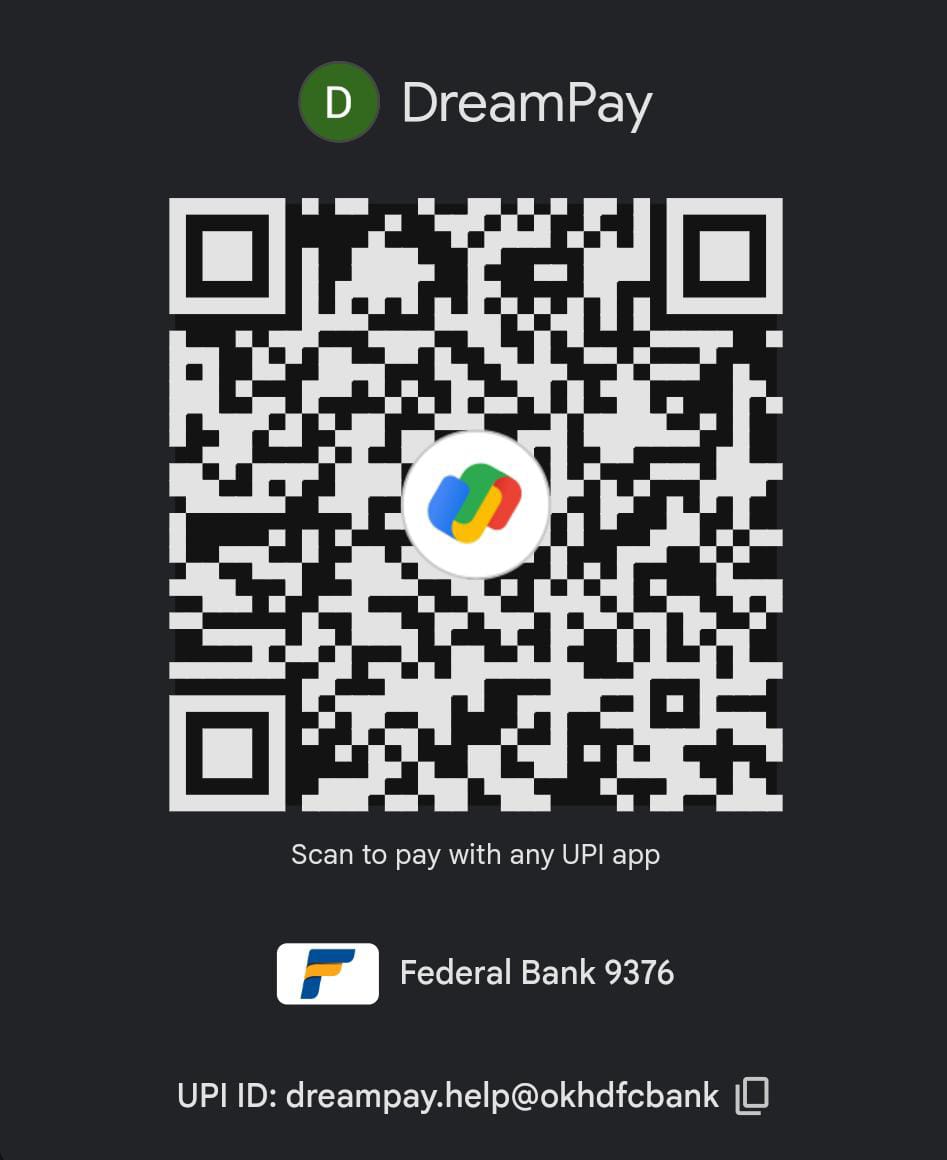 D DreamPay
Scan to pay with any UPI app
Federal Bank 9376
UPI ID: dreampay.help@okhdfcbank